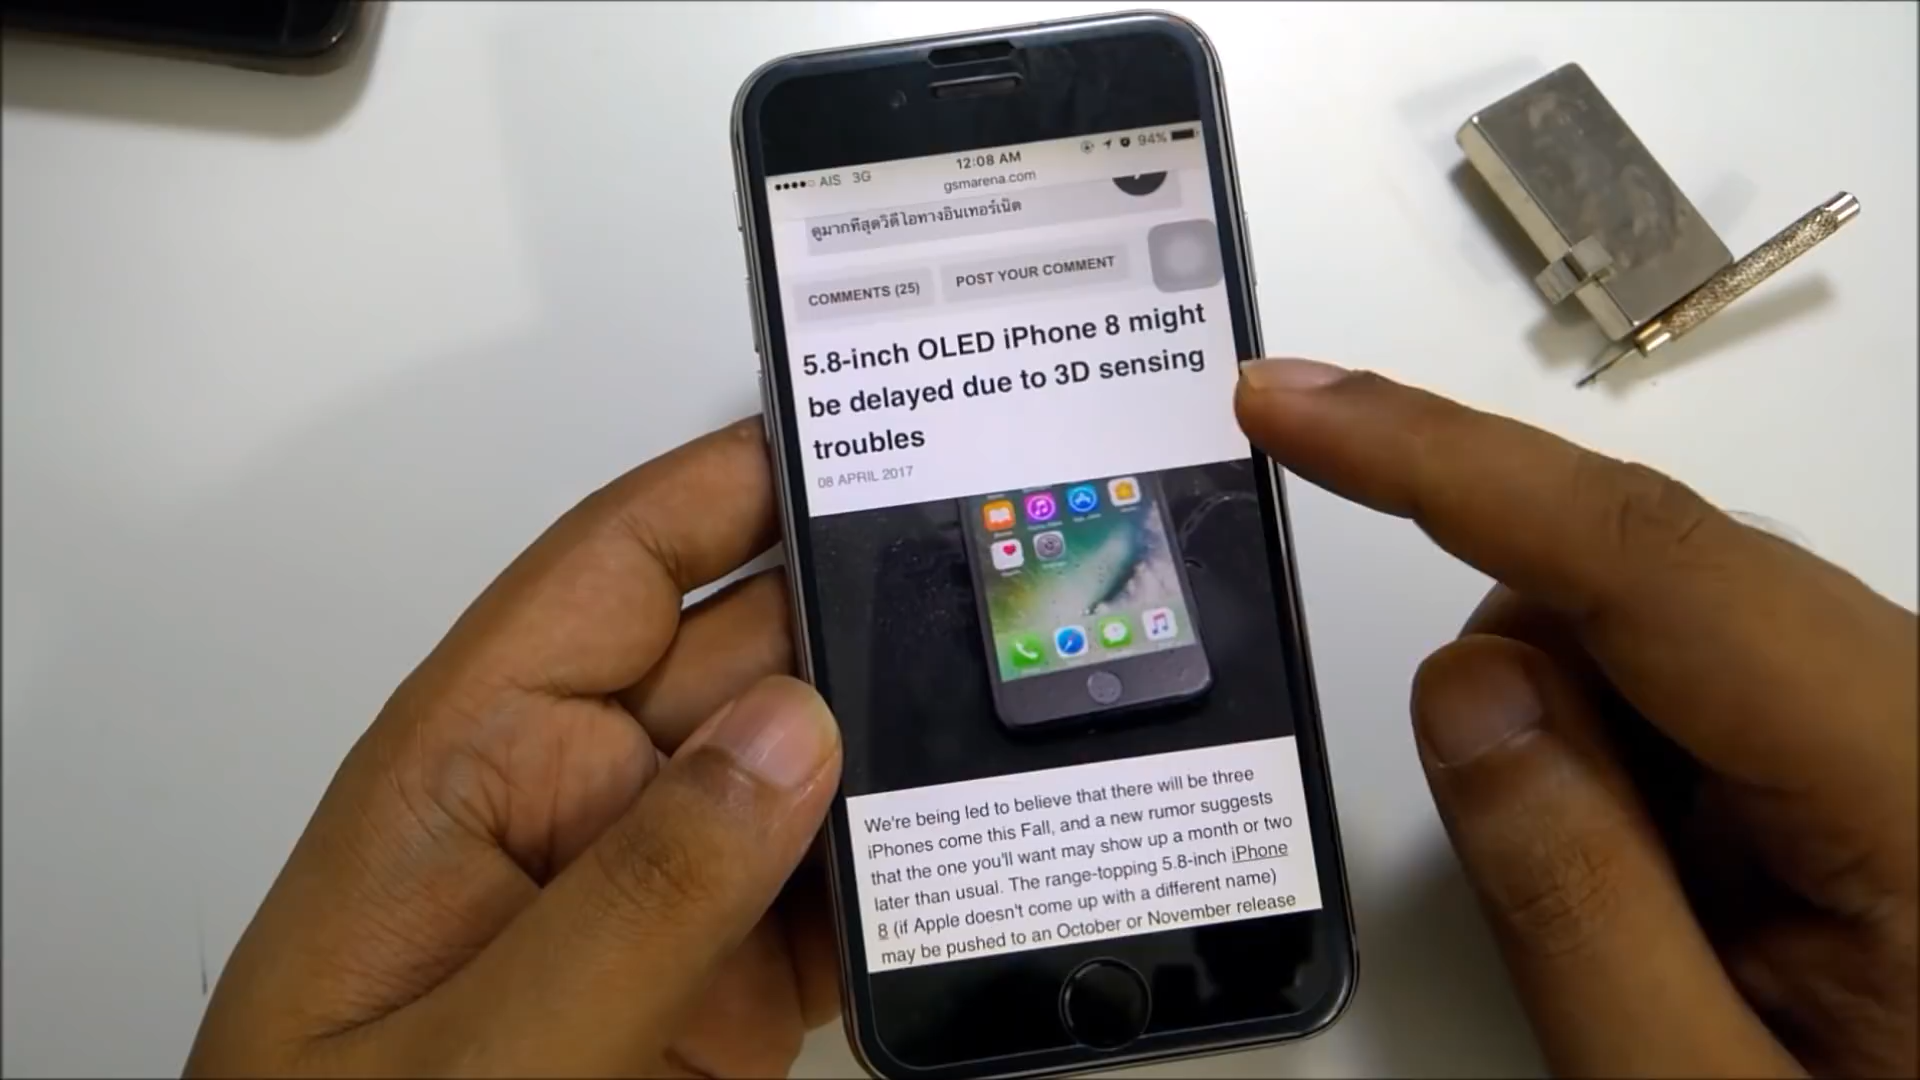 AIS 3G 12:08 AM 94%
gsmarena.com
ดูมากที่สุดวิดีโอทางอินเทอร์เน็ต
COMMENTS (25) POST YOUR COMMENT
5.8-inch OLED iPhone 8 might
be delayed due to 3D sensing
troubles
08 APRIL 2017
We're being led to believe that there will be three
iPhones come this Fall, and a new rumor suggests
that the one you'll want may show up a month or two
later than usual. The range-topping 5.8-inch iPhone
8 (if Apple doesn't come up with a different name)
may be pushed to an October or November release